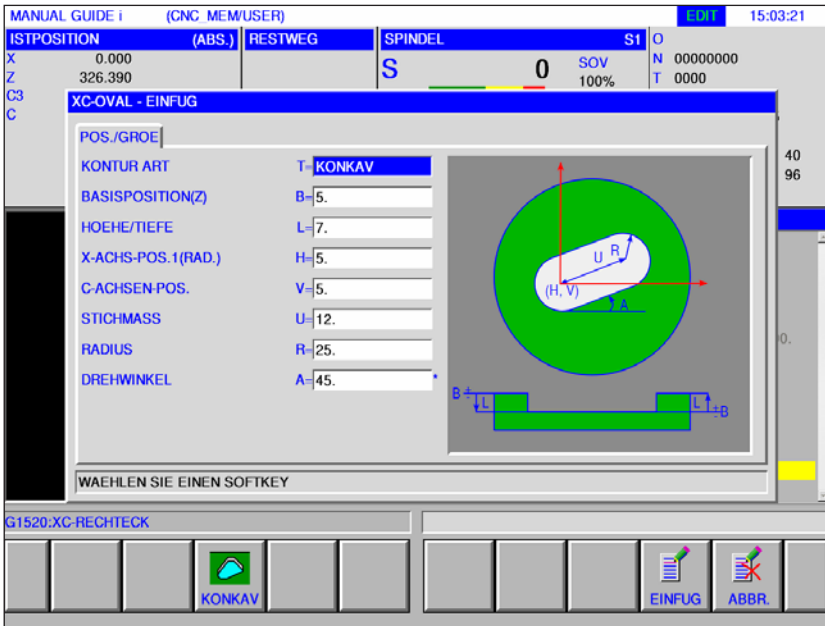 MANUAL GUIDE i (CNC_MEM/USER) EDIT 15:03:21
ISTPOSITION (ABS.) RESTWEG SPINDEL S1 O
X 0.000 S 0 SOV N 00000000
Z 326.390 100% T 0000
C3
C
40
96
XC-OVAL - EINFUG
POS./GROE
KONTUR ART T=KONKAV
BASISPOSITION(Z) B=5.
HOEHE/TIEFE L=7.
X-ACHS-POS.1(RAD.) H=5.
C-ACHSEN-POS. V=5.
STICHMASS U=12.
RADIUS R=25.
DREHWINKEL A=45. *
U R
(H, V)
A
B ± L L ±B
0.
WAEHLEN SIE EINEN SOFTKEY
G1520:XC-RECHTECK
KONKAV EINFUG ABBR.